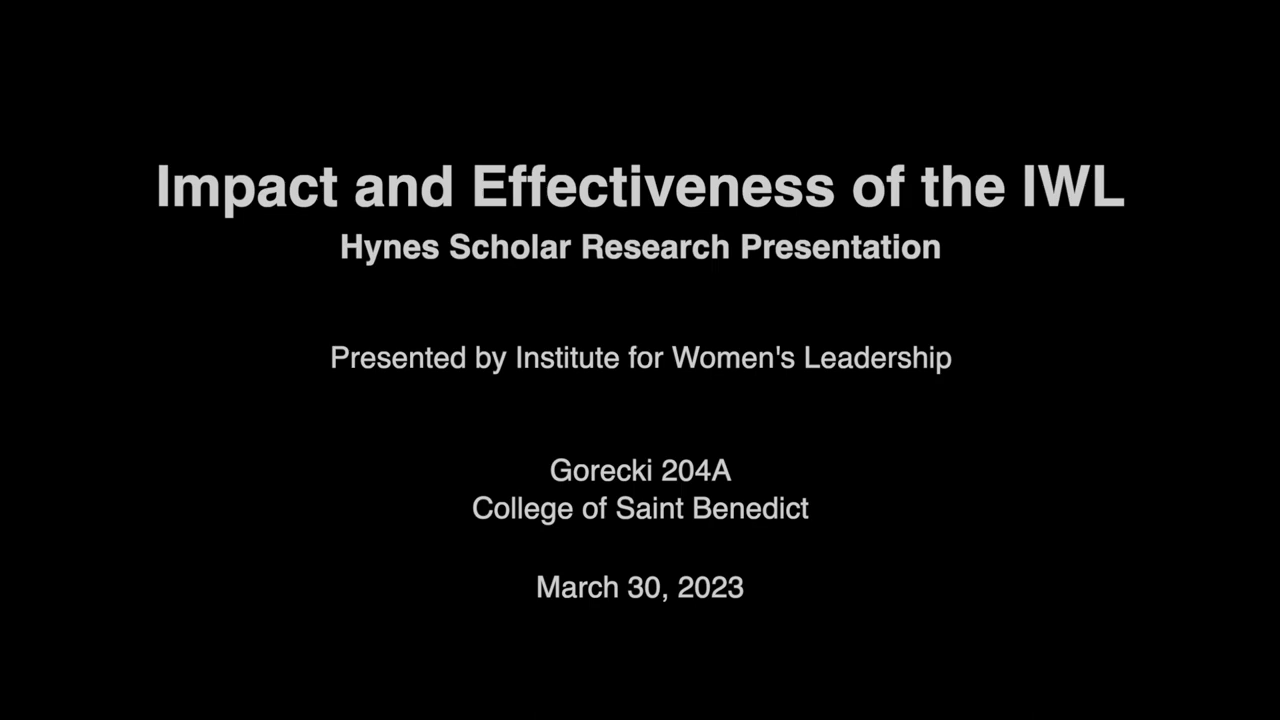 Impact and Effectiveness of the IWL
Hynes Scholar Research Presentation
Presented by Institute for Women's Leadership
Gorecki 204A
College of Saint Benedict
March 30, 2023